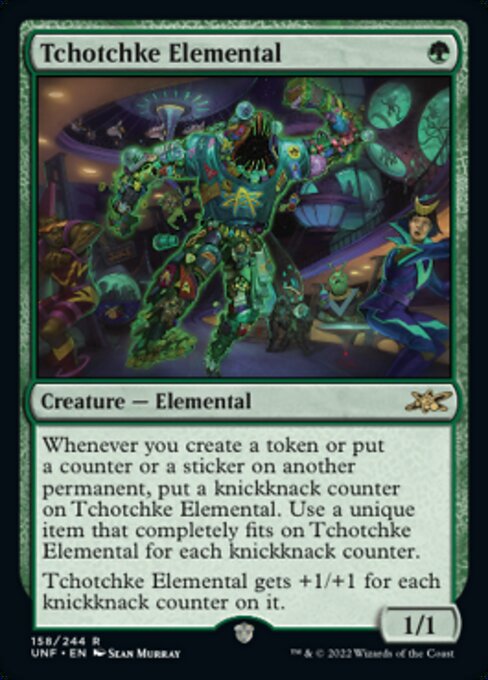 Tchotchke Elemental
Creature — Elemental
Whenever you create a token or put
a counter or a sticker on another
permanent, put a knickknack counter
on Tchotchke Elemental. Use a unique
item that completely fits on Tchotchke
Elemental for each knickknack counter.
Tchotchke Elemental gets +1/+1 for each
knickknack counter on it.
1/1
158/244 R
UNF • EN Sean Murray
™ & © 2022 Wizards of the Coast